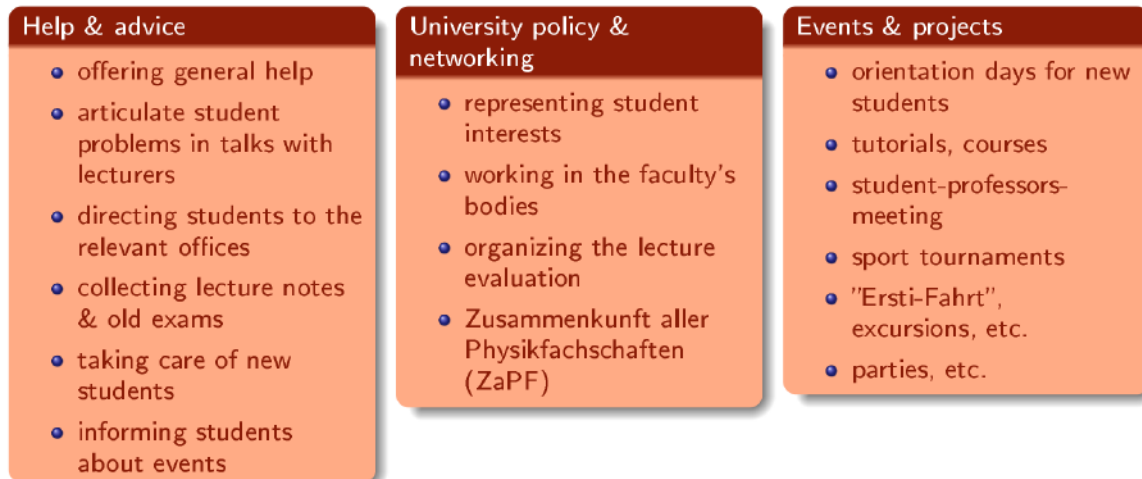 Help & advice
offering general help
articulate student
problems in talks with
lecturers
directing students to the
relevant offices
collecting lecture notes
& old exams
taking care of new
students
informing students
about events
University policy &
networking
representing student
interests
working in the faculty's
bodies
organizing the lecture
evaluation
Zusammenkunft aller
Physikfachschaften
(ZaPF)
Events & projects
orientation days for new
students
tutorials, courses
student-professors-
meeting
sport tournaments
"Ersti-Fahrt",
excursions, etc.
parties, etc.